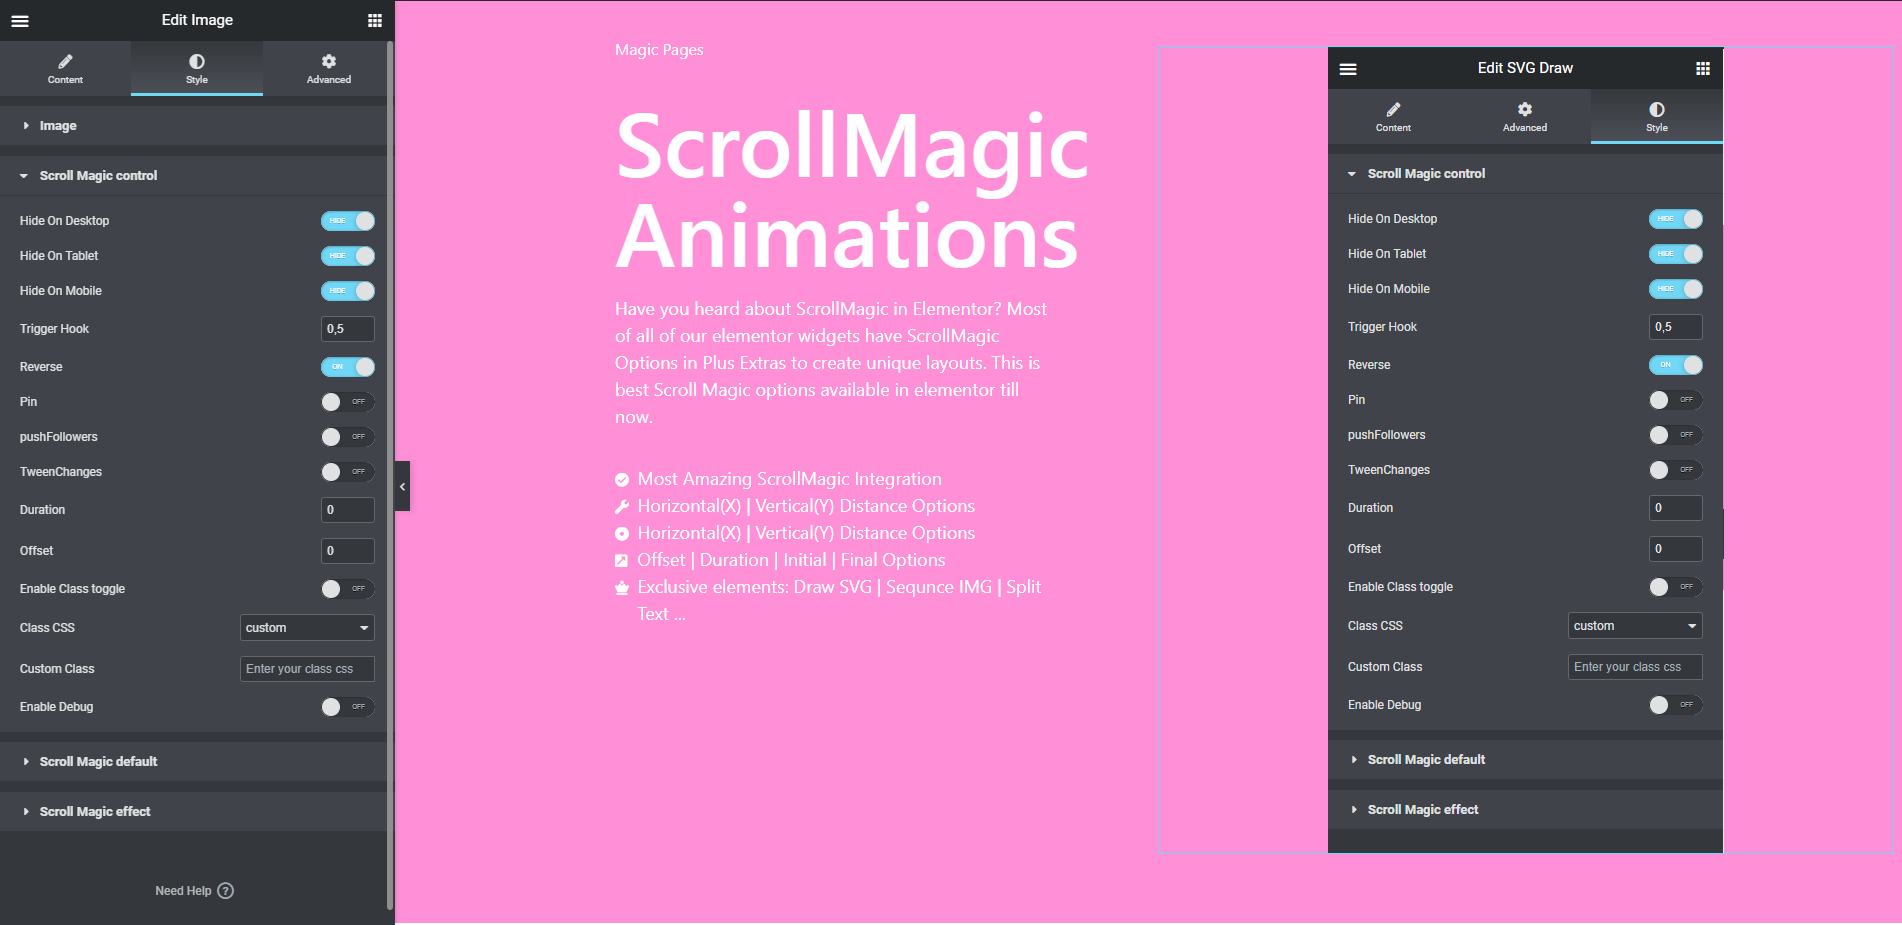 Edit Image
Content
Style
Advanced
Image
Scroll Magic control
Hide On Desktop HIDE
Hide On Tablet HIDE
Hide On Mobile HIDE
Trigger Hook 0,5
Reverse ON
Pin OFF
pushFollowers OFF
TweenChanges OFF
Duration 0
Offset 0
Enable Class toggle OFF
Class CSS custom
Custom Class Enter your class css
Enable Debug OFF
Scroll Magic default
Scroll Magic effect
Need Help ?
Magic Pages
ScrollMagic
Animations
Have you heard about ScrollMagic in Elementor? Most
of all of our elementor widgets have ScrollMagic
Options in Plus Extras to create unique layouts. This is
best Scroll Magic options available in elementor till
now.
Most Amazing ScrollMagic Integration
Horizontal(X) | Vertical(Y) Distance Options
Horizontal(X) | Vertical(Y) Distance Options
Offset | Duration | Initial | Final Options
Exclusive elements: Draw SVG | Sequnce IMG | Split
Text ...
Edit SVG Draw
Content
Advanced
Style
Scroll Magic control
Hide On Desktop HIDE
Hide On Tablet HIDE
Hide On Mobile HIDE
Trigger Hook 0,5
Reverse ON
Pin OFF
pushFollowers OFF
TweenChanges OFF
Duration 0
Offset 0
Enable Class toggle OFF
Class CSS custom
Custom Class Enter your class css
Enable Debug OFF
Scroll Magic default
Scroll Magic effect